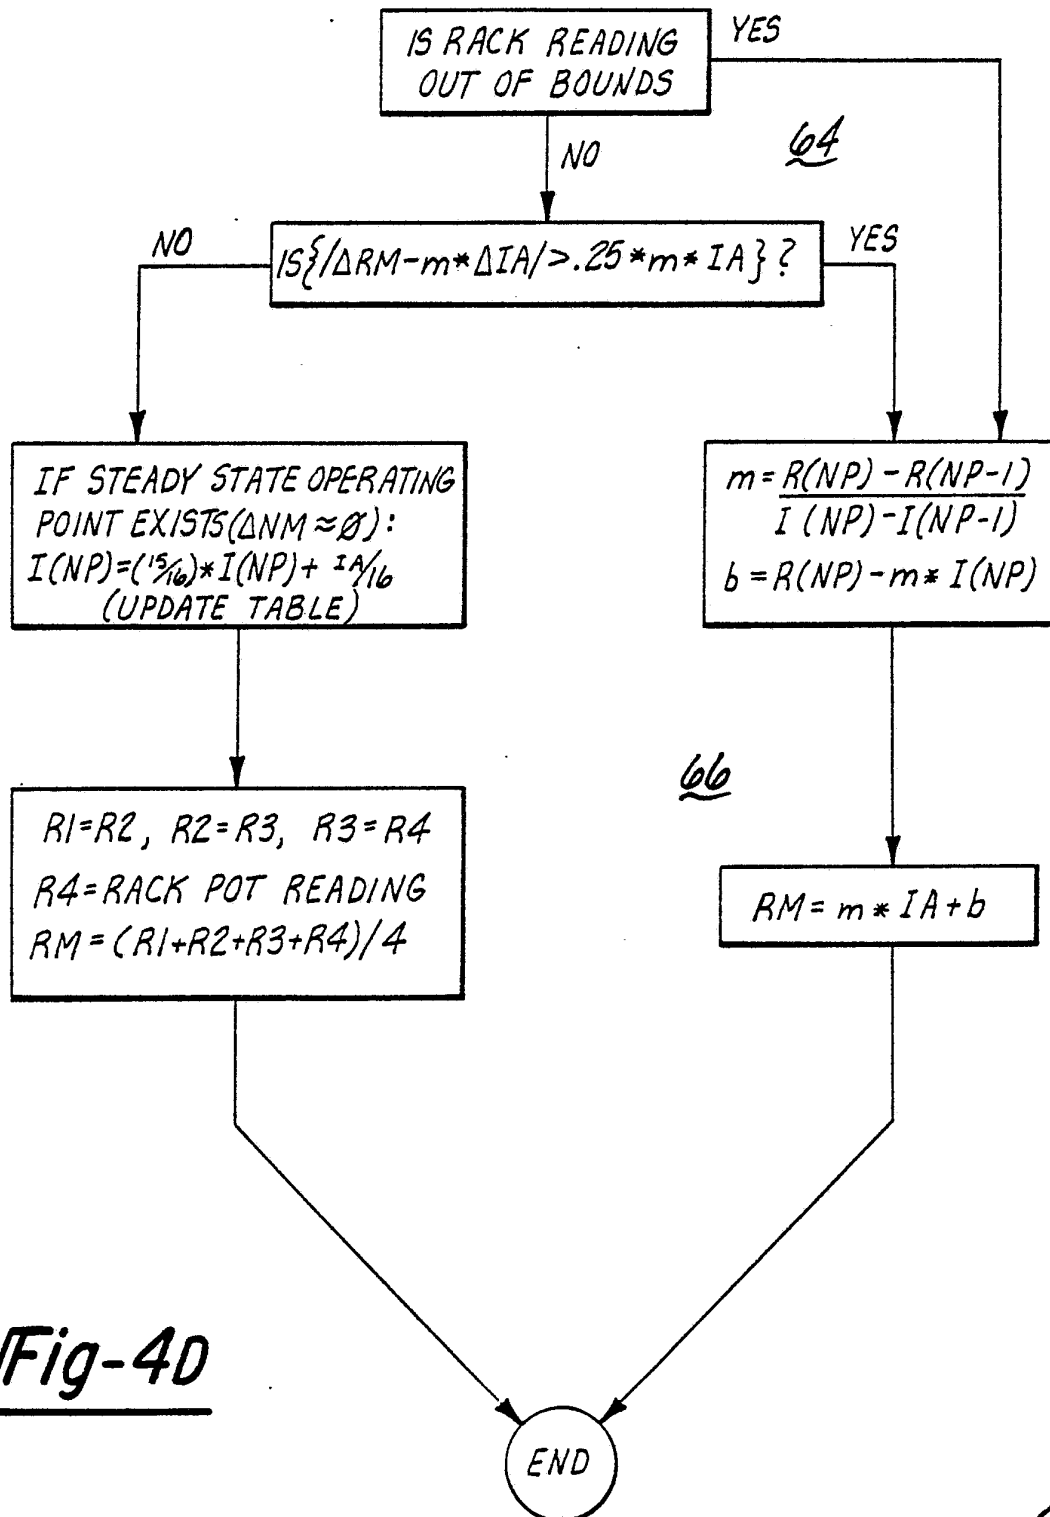 IS RACK READING
OUT OF BOUNDS
YES
NO
64
NO
IS{/ΔRM-m*ΔIA/>.25*m*IA}?
YES
IF STEADY STATE OPERATING
POINT EXISTS(ΔNM≈Ø):
I(NP)=(15/16)*I(NP)+ IA/16
(UPDATE TABLE)
m=R(NP)-R(NP-1)
I(NP)-I(NP-1)
b=R(NP)-m*I(NP)
66
R1=R2, R2=R3, R3=R4
R4=RACK POT READING
RM=(R1+R2+R3+R4)/4
RM=m*IA+b
Fig-4D
END